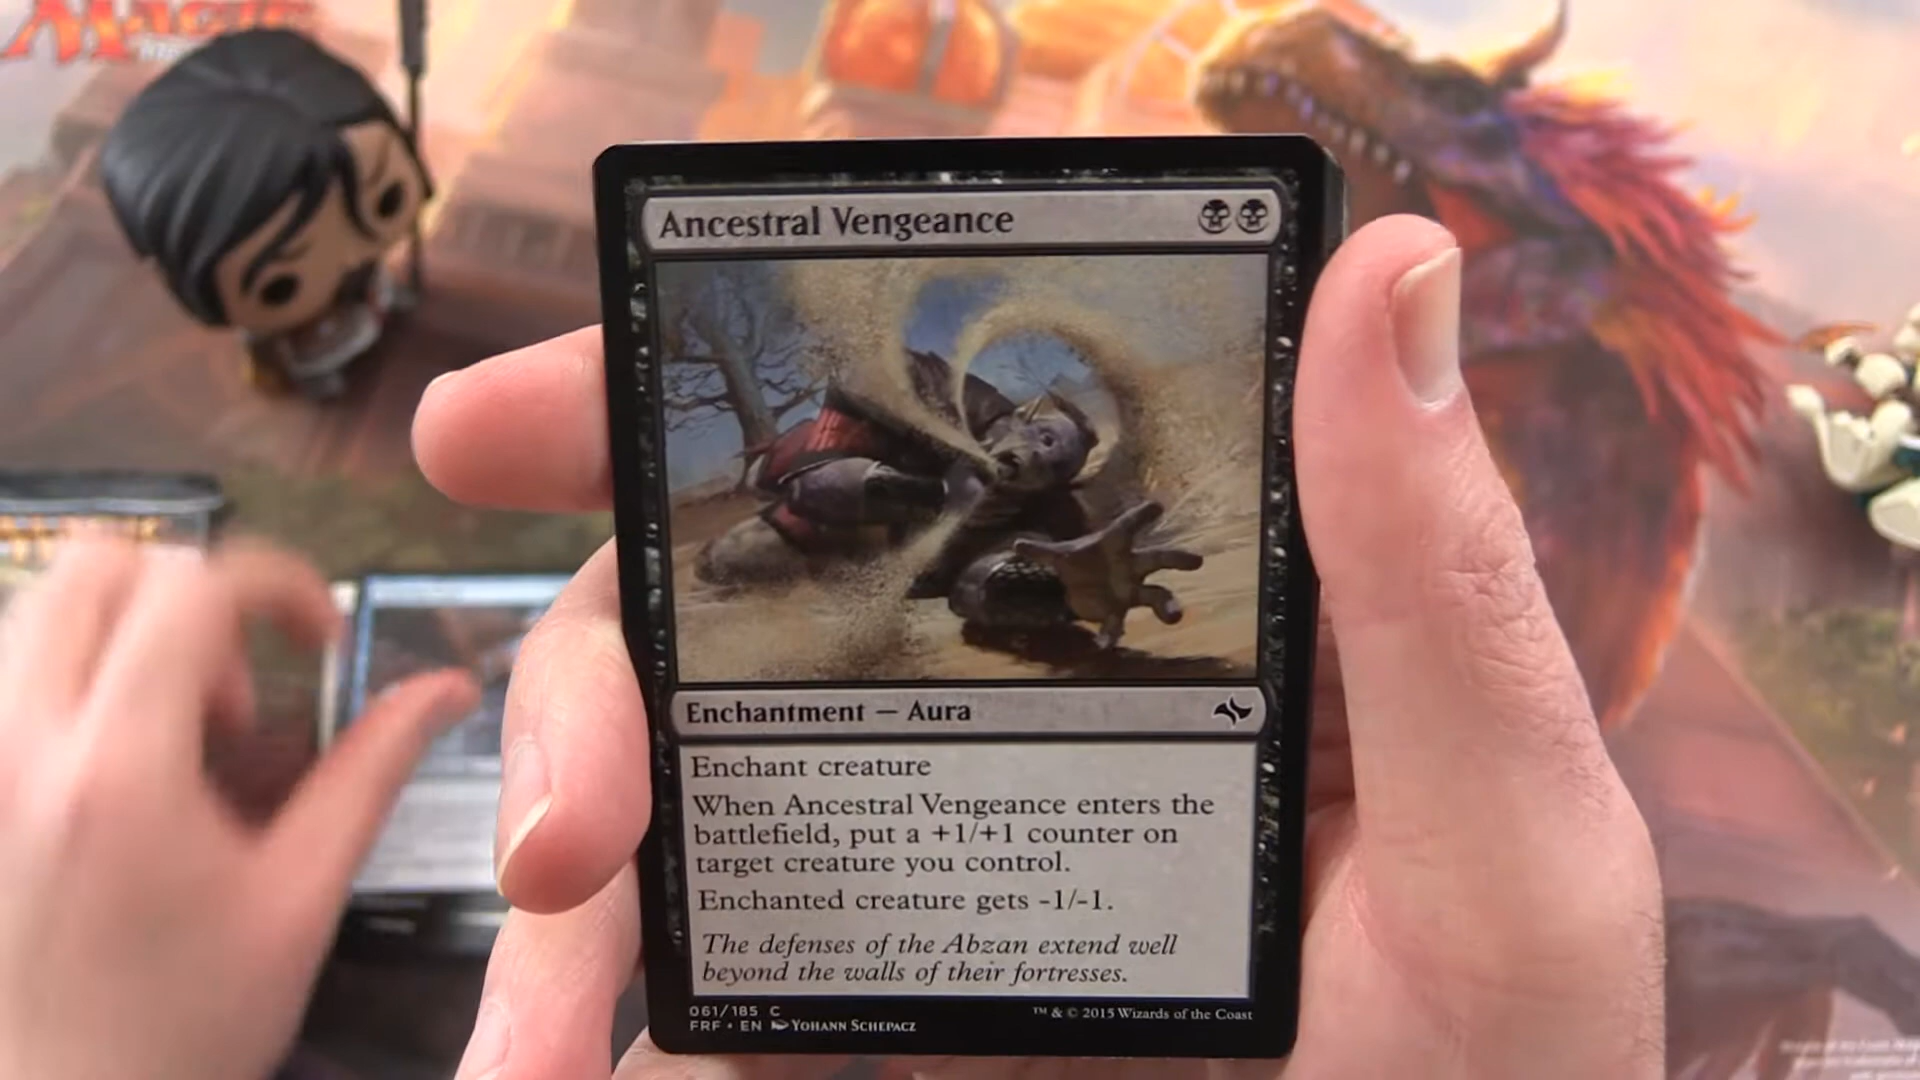 MAGIC
Ancestral Vengeance
Enchantment — Aura
Enchant creature
When Ancestral Vengeance enters the
battlefield, put a +1/+1 counter on
target creature you control.
Enchanted creature gets -1/-1.
The defenses of the Abzan extend well
beyond the walls of their fortresses.
061/185 C
FRF • EN YOHANN SCHEPACZ
™ & © 2015 Wizards of the Coast